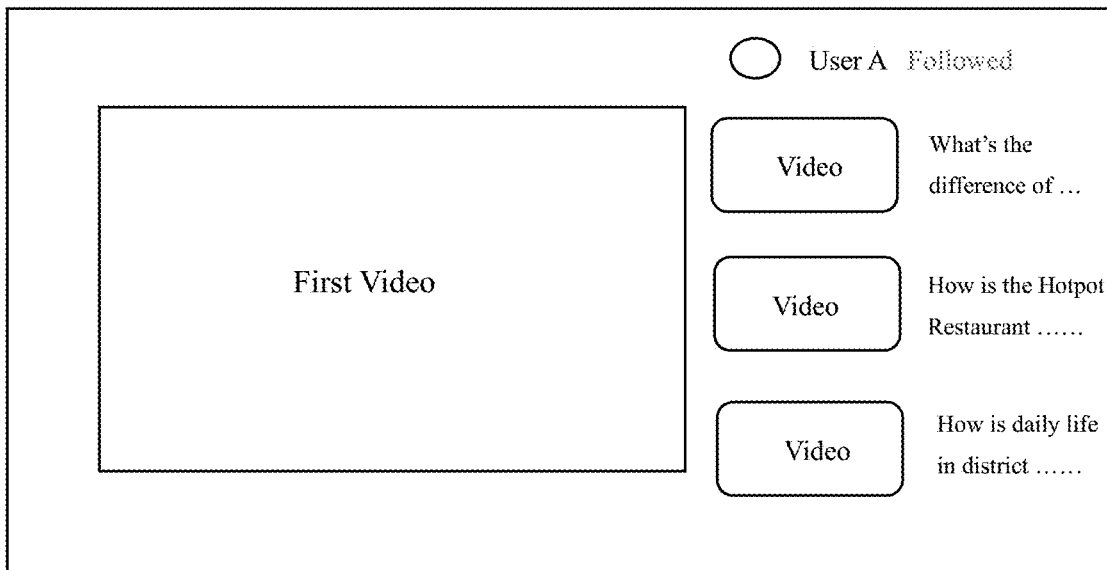 User A Followed
First Video
Video
What's the
difference of …
Video
How is the Hotpot
Restaurant ……
Video
How is daily life
in district ……